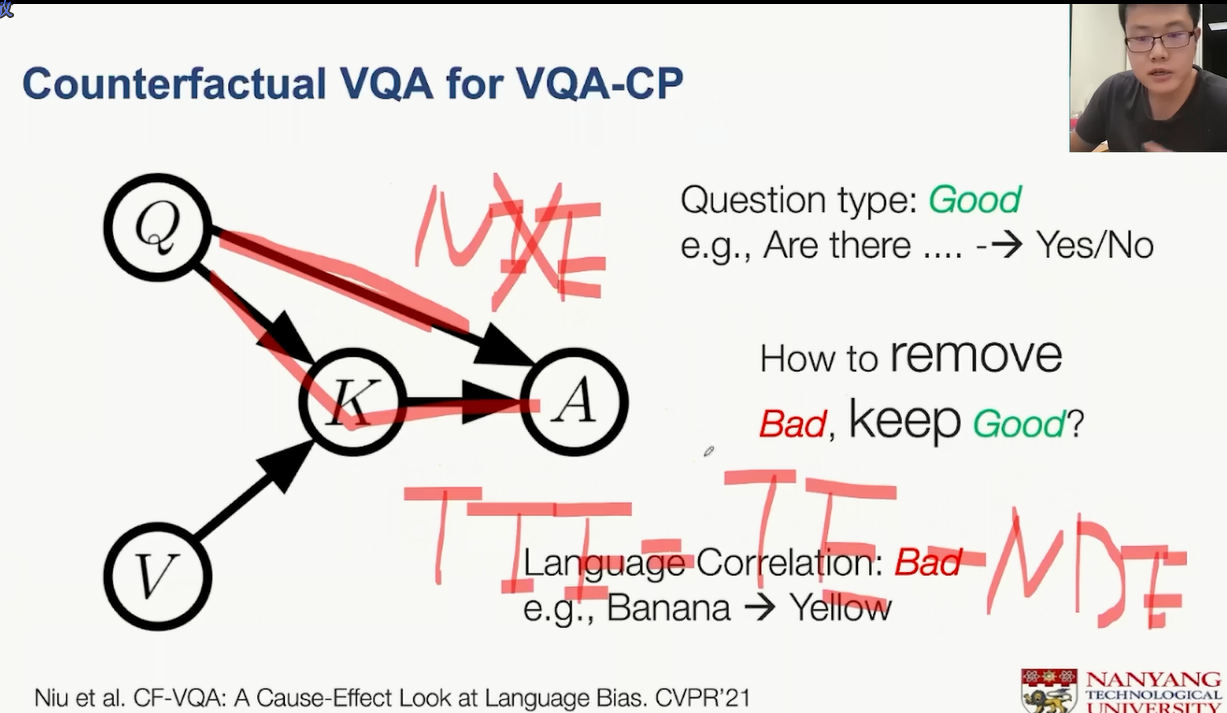 Counterfactual VQA for VQA-CP
Q
K
A
V
NIE
Question type: Good
e.g., Are there .... -→ Yes/No
How to remove
Bad, keep Good?
TIE = TE - NDE
Language Correlation: Bad
e.g., Banana → Yellow
Niu et al. CF-VQA: A Cause-Effect Look at Language Bias. CVPR'21
NANYANG
TECHNOLOGICAL
UNIVERSITY